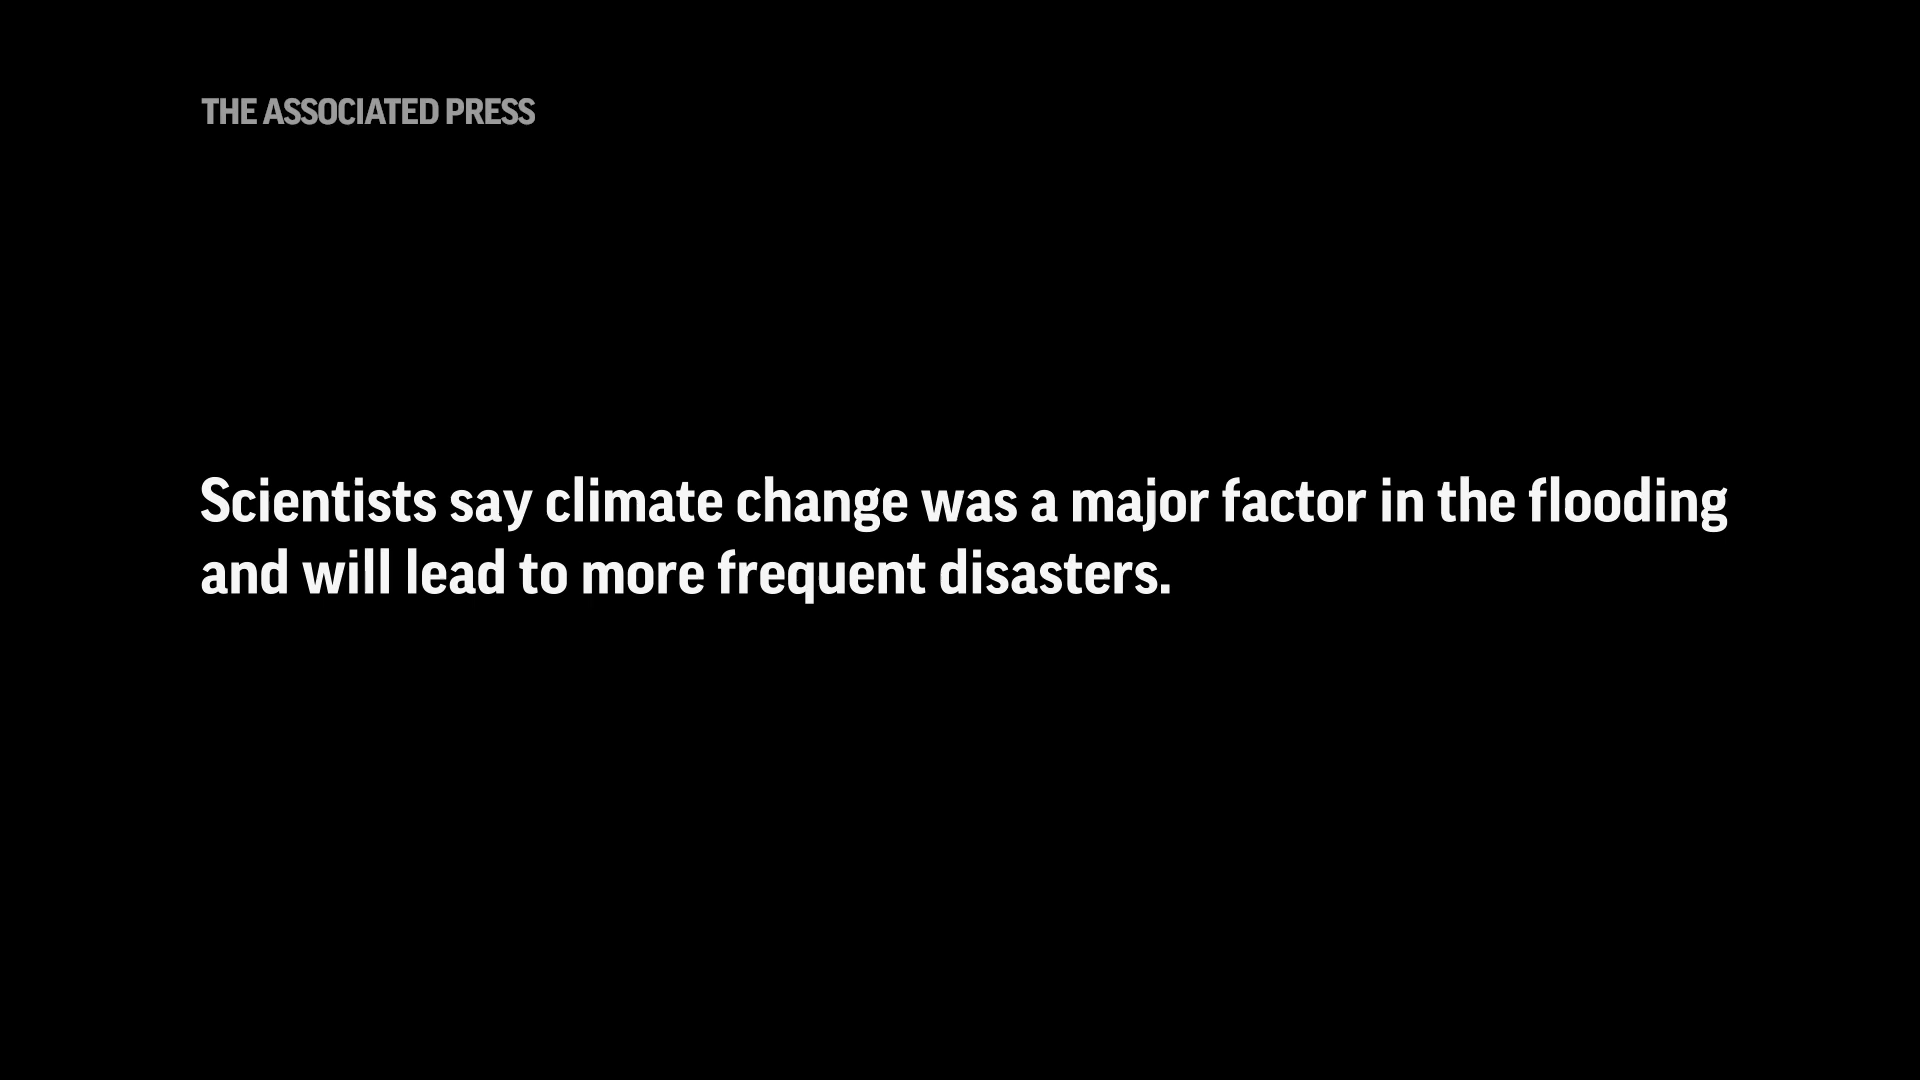 THE ASSOCIATED PRESS
Scientists say climate change was a major factor in the flooding
and will lead to more frequent disasters.